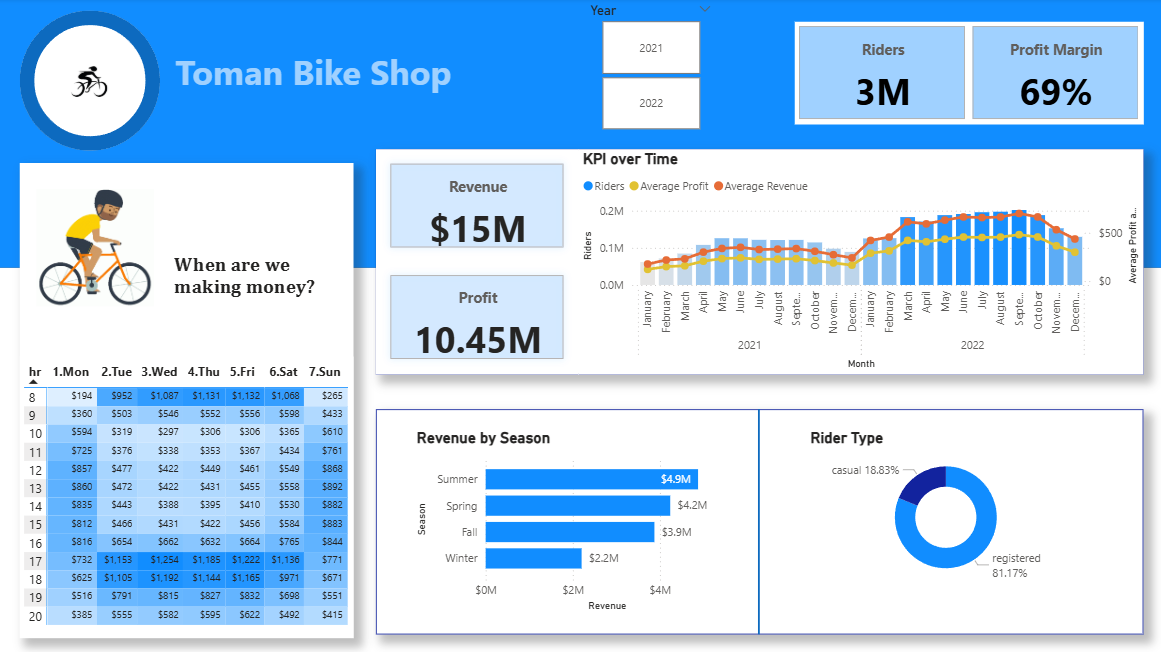 Toman Bike Shop
Year
2021
2022
Riders
3M
Profit Margin
69%
When are we
making money?
hr 1.Mon 2.Tue 3.Wed 4.Thu 5.Fri 6.Sat 7.Sun
8 $194 $952 $1,087 $1,131 $1,132 $1,068 $265
9 $360 $503 $546 $552 $556 $598 $433
10 $594 $319 $297 $306 $306 $365 $610
11 $725 $376 $338 $353 $367 $434 $761
12 $857 $477 $422 $449 $461 $549 $868
13 $860 $472 $422 $431 $455 $558 $892
14 $835 $443 $388 $395 $410 $530 $882
15 $812 $466 $431 $422 $456 $584 $883
16 $816 $654 $662 $632 $664 $765 $844
17 $732 $1,153 $1,254 $1,185 $1,222 $1,136 $771
18 $625 $1,105 $1,192 $1,144 $1,165 $971 $671
19 $516 $791 $815 $827 $832 $698 $551
20 $385 $555 $582 $595 $622 $492 $415
Revenue
$15M
Profit
10.45M
KPI over Time
Riders Average Profit Average Revenue
Riders
0.2M
0.1M
0.0M
$500
$0
Average Profit a...
January February March April May June July August Septe... October Novem... Decem... January February March April May June July August Septe... October Novem... Decem...
2021 2022
Month
Revenue by Season
Season
Summer $4.9M
Spring $4.2M
Fall $3.9M
Winter $2.2M
$0M $2M $4M
Revenue
Rider Type
casual 18.83%
registered
81.17%